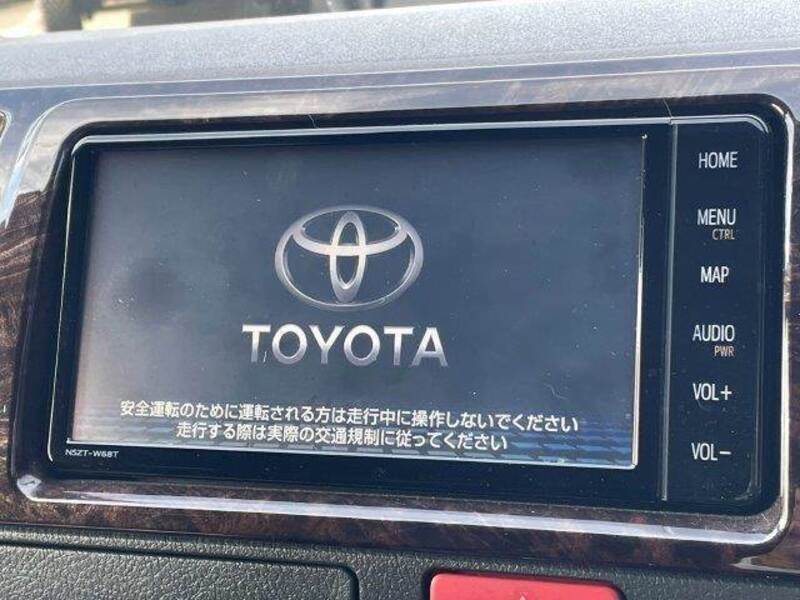 HOME
MENU
CTRL
MAP
AUDIO
PWR
VOL+
VOL-
TOYOTA
安全運転のために運転される方は走行中に操作しないでください
走行する際は実際の交通規制に従ってください
NSZT-W68T